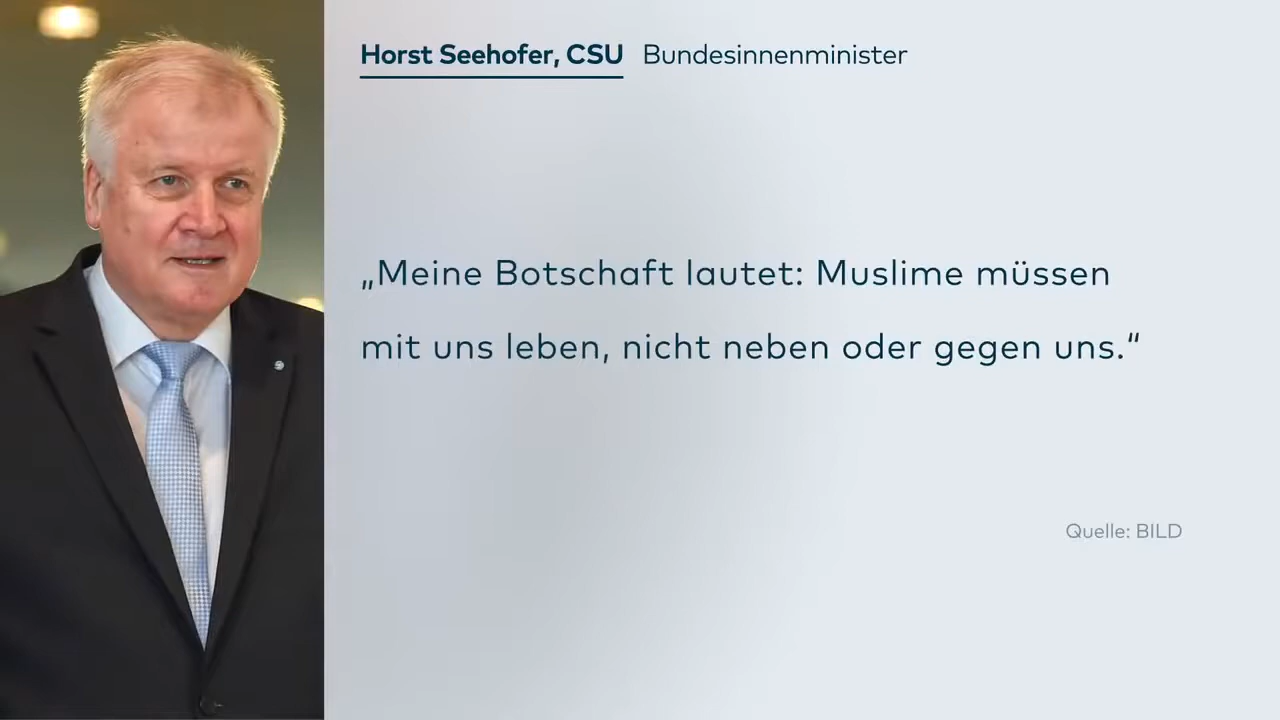 Horst Seehofer, CSU Bundesinnenminister
„Meine Botschaft lautet: Muslime müssen
mit uns leben, nicht neben oder gegen uns.“
Quelle: BILD